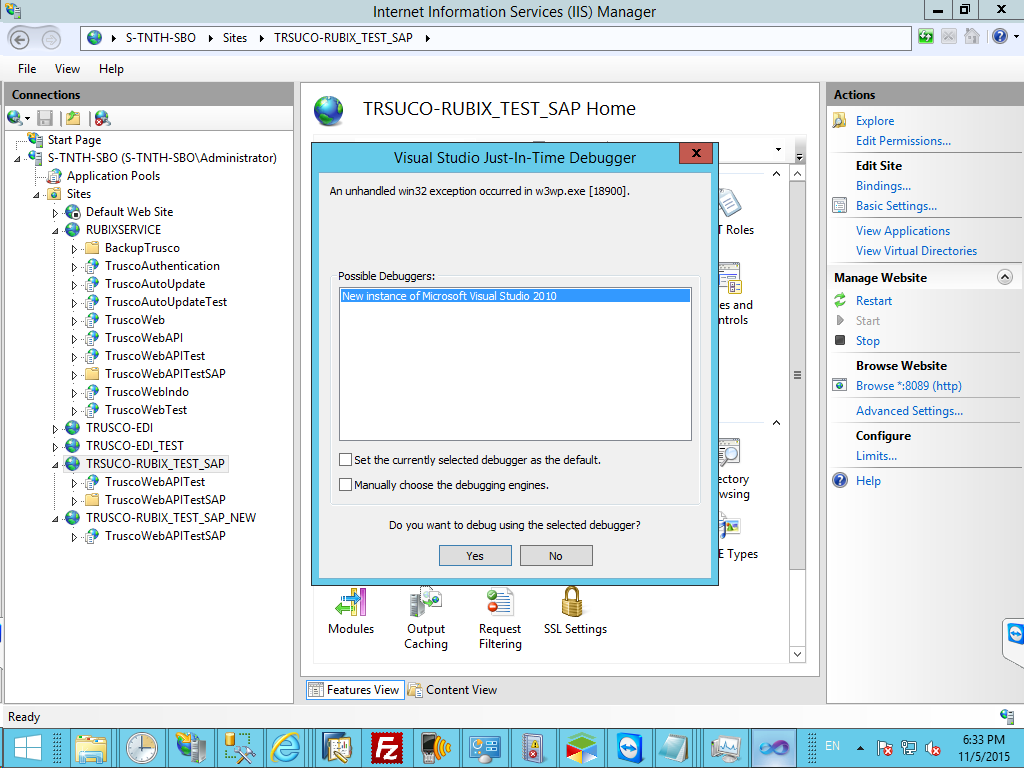 Internet Information Services (IIS) Manager
S-TNTH-SBO Sites TRSUCO-RUBIX_TEST_SAP
File View Help
Connections
Start Page
S-TNTH-SBO (S-TNTH-SBO\Administrator)
Application Pools
Sites
Default Web Site
RUBIXSERVICE
BackupTrusco
TruscoAuthentication
TruscoAutoUpdate
TruscoAutoUpdateTest
TruscoWeb
TruscoWebAPI
TruscoWebAPITest
TruscoWebAPITestSAP
TruscoWebIndo
TruscoWebTest
TRUSCO-EDI
TRUSCO-EDI_TEST
TRSUCO-RUBIX_TEST_SAP
TruscoWebAPITest
TruscoWebAPITestSAP
TRUSCO-RUBIX_TEST_SAP_NEW
TruscoWebAPITestSAP
TRSUCO-RUBIX_TEST_SAP Home
Visual Studio Just-In-Time Debugger
x
An unhandled win32 exception occurred in w3wp.exe [18900].
Possible Debuggers:
New instance of Microsoft Visual Studio 2010
Set the currently selected debugger as the default.
Manually choose the debugging engines.
Do you want to debug using the selected debugger?
Yes No
T Roles
es and
ntrols
ectory
wsing
E Types
Modules
Output
Caching
Request
Filtering
SSL Settings
Features View Content View
Actions
Explore
Edit Permissions...
Edit Site
Bindings...
Basic Settings...
View Applications
View Virtual Directories
Manage Website
Restart
Start
Stop
Browse Website
Browse *:8089 (http)
Advanced Settings...
Configure
Limits...
Help
Ready
EN
6:33 PM
11/5/2015